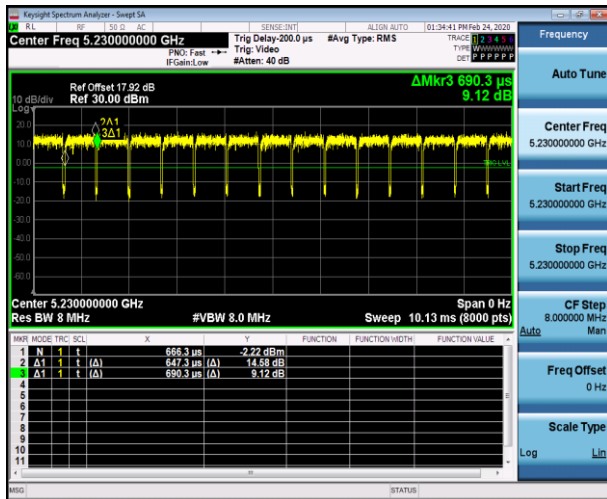 Keysight Spectrum Analyzer - Swept SA
RL RF 50 Ω AC SENSE:INT ALIGN AUTO 01:34:41 PM Feb 24, 2020
Center Freq 5.230000000 GHz Trig Delay-200.0 µs #Avg Type: RMS TRACE 1 2 3 4 5 6
PNO: Fast Trig: Video TYPE WWWWWW
IFGain:Low #Atten: 40 dB DET P P P P P P
ΔMkr3 690.3 µs
9.12 dB
Ref Offset 17.92 dB
10 dB/div Ref 30.00 dBm
Log
20.0
10.0
0.00
-10.0
-20.0
-30.0
-40.0
-50.0
-60.0
2Δ1
3Δ1
1
TRIG LVL
Center 5.230000000 GHz Span 0 Hz
Res BW 8 MHz #VBW 8.0 MHz Sweep 10.13 ms (8000 pts)
MKR MODE TRC SCL X Y FUNCTION FUNCTION WIDTH FUNCTION VALUE
1 N 1 t 666.3 µs -2.22 dBm
2 Δ1 1 t (Δ) 647.3 µs (Δ) 14.58 dB
3 Δ1 1 t (Δ) 690.3 µs (Δ) 9.12 dB
4
5
6
7
8
9
10
11
MSG STATUS
Frequency
Auto Tune
Center Freq
5.230000000 GHz
Start Freq
5.230000000 GHz
Stop Freq
5.230000000 GHz
CF Step
8.000000 MHz
Auto Man
Freq Offset
0 Hz
Scale Type
Log Lin